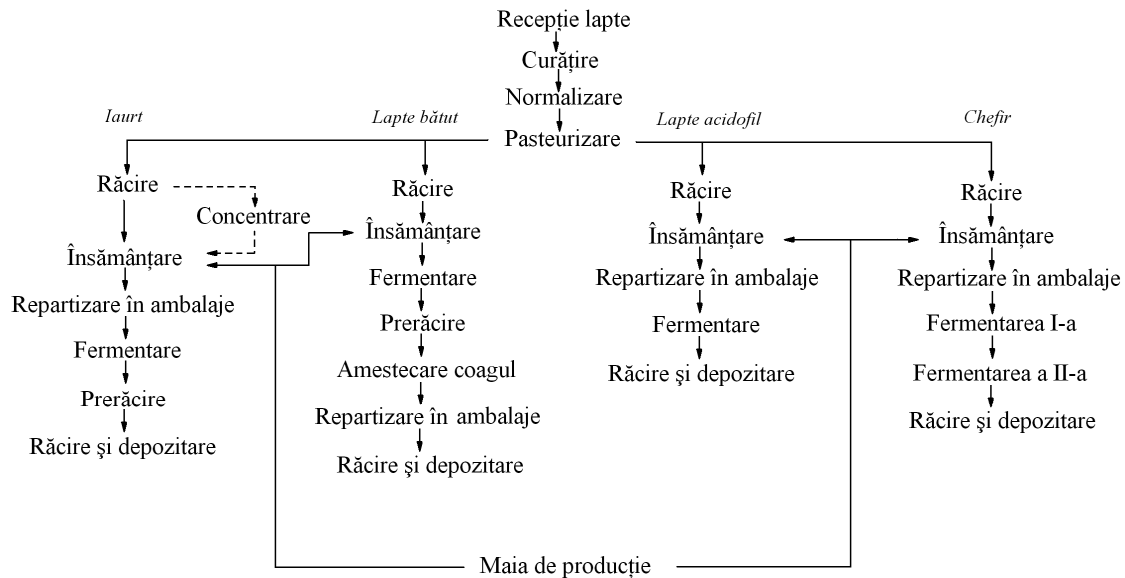 Recepție lapte
Curățire
Normalizare
Pasteurizare
Iaurt
Răcire
Concentrare
Însămânțare
Repartizare în ambalaje
Fermentare
Prerăcire
Răcire şi depozitare
Lapte bătut
Răcire
Însămânțare
Fermentare
Prerăcire
Amestecare coagul
Repartizare în ambalaje
Răcire şi depozitare
Lapte acidofil
Răcire
Însămânțare
Repartizare în ambalaje
Fermentare
Răcire şi depozitare
Chefir
Răcire
Însămânțare
Repartizare în ambalaje
Fermentarea I-a
Fermentarea a II-a
Răcire şi depozitare
Maia de producție